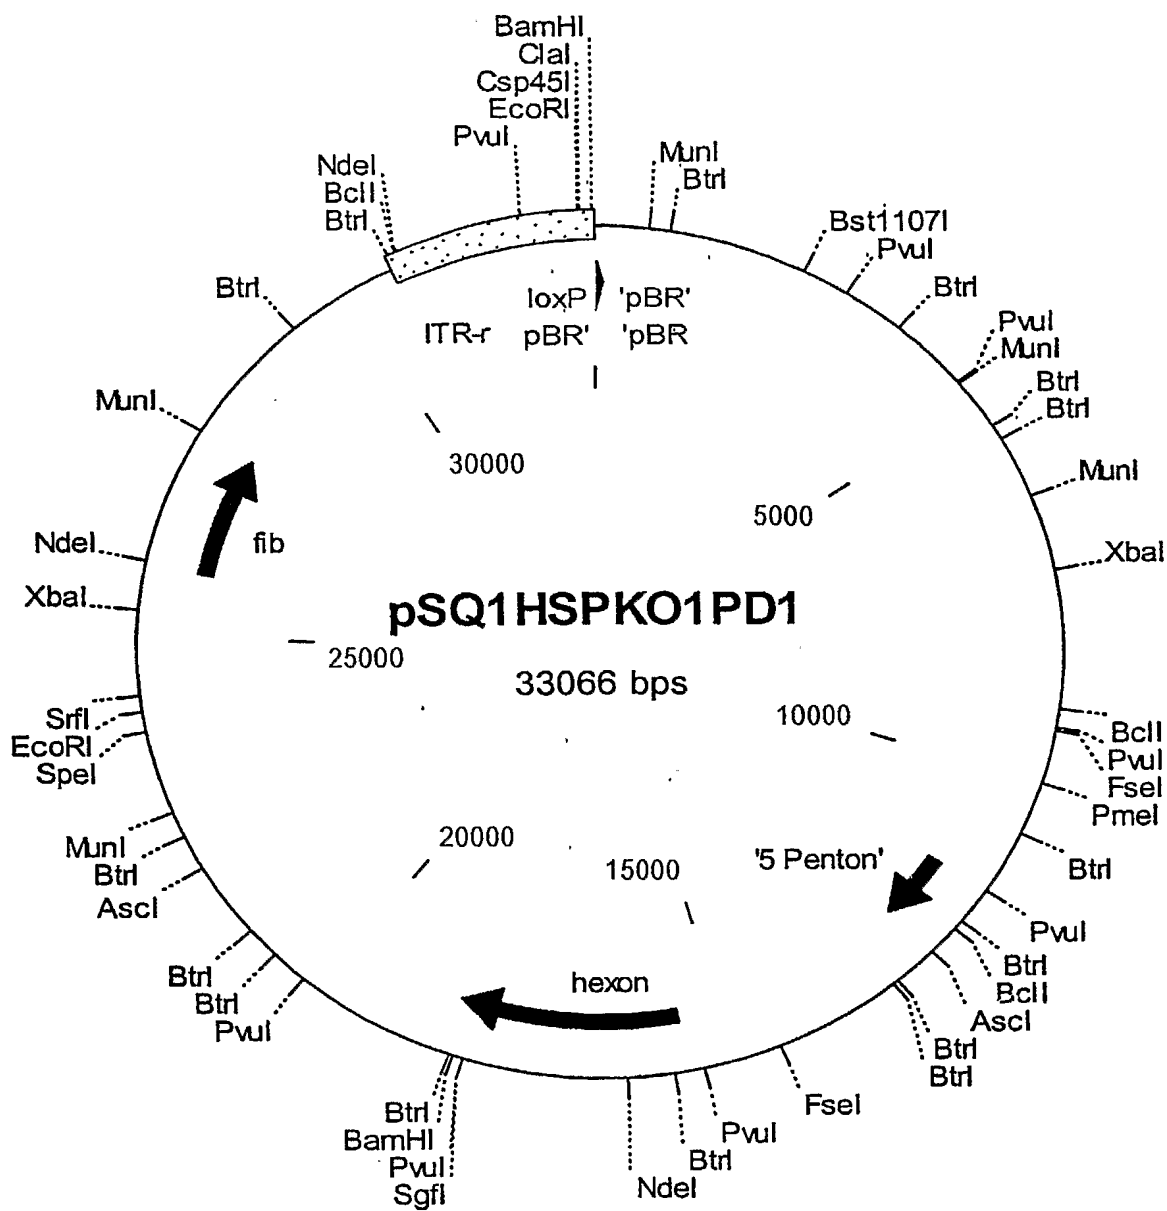 BamHI
ClaI
Csp45I
EcoRI
PvuI
NdeI
BclI
BtrI
BtrI
MunI
NdeI
XbaI
SrfI
EcoRI
SpeI
MunI
BtrI
AscI
BtrI
BtrI
PvuI
BtrI
BamHI
PvuI
SgfI
MunI
BtrI
Bst1107I
PvuI
BtrI
PvuI
MunI
BtrI
BtrI
MunI
XbaI
BclI
PvuI
FseI
PmeI
BtrI
PvuI
BtrI
BclI
AscI
BtrI
BtrI
FseI
PvuI
BtrI
NdeI
loxP 'pBR'
ITR-r pBR' 'pBR
30000
5000
fib
pSQ1HSPKO1PD1
25000
33066 bps
10000
20000
15000
'5 Penton'
hexon